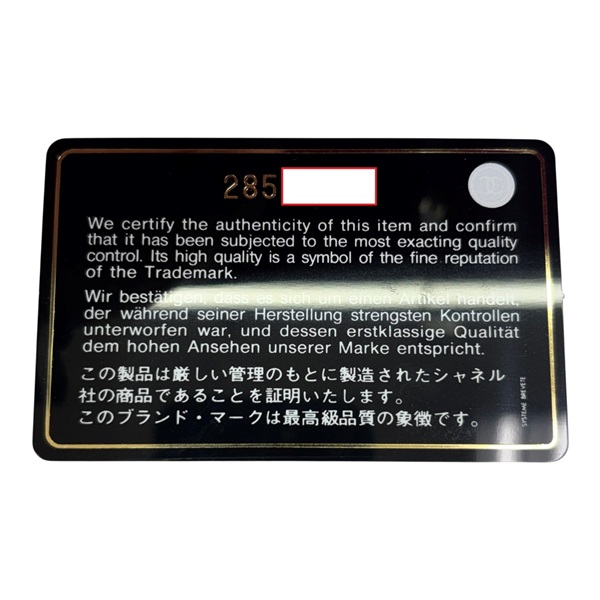 285
We certify the authenticity of this item and confirm
that it has been subjected to the most exacting quality
control. Its high quality is a symbol of the fine reputation
of the Trademark.
Wir bestätigen, dass es sich um einen Artikel handelt,
der während seiner Herstellung strengsten Kontrollen
unterworfen war, und dessen erstklassige Qualität
dem hohen Ansehen unserer Marke entspricht.
この製品は厳しい管理のもとに製造されたシャネル
社の商品であることを証明いたします。
このブランド・マークは最高級品質の象徴です。
SYSTEME BREVETE